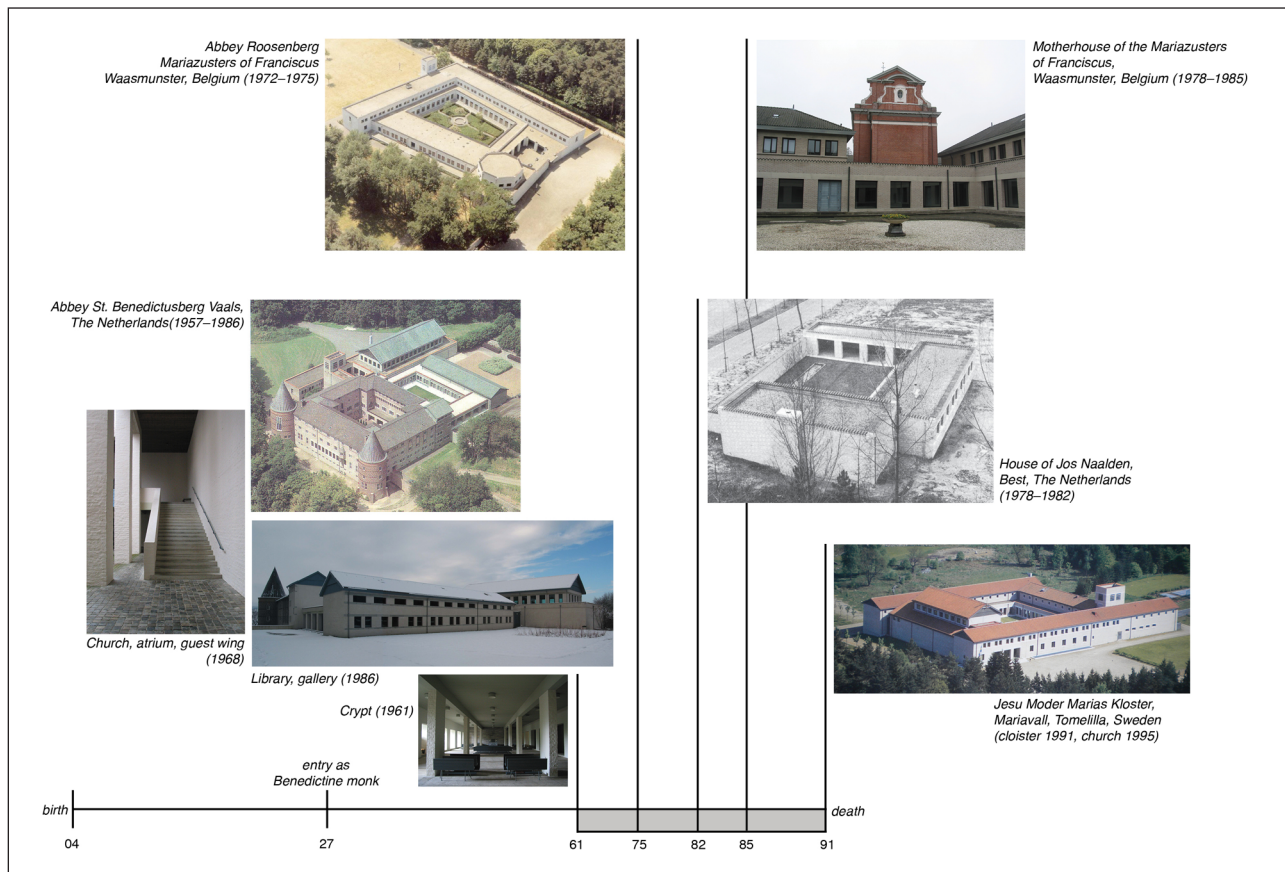 Abbey Roosenberg
Mariazusters of Franciscus
Waasmunster, Belgium (1972–1975)
Motherhouse of the Mariazusters
of Franciscus,
Waasmunster, Belgium (1978–1985)
Abbey St. Benedictusberg Vaals,
The Netherlands(1957–1986)
House of Jos Naalden,
Best, The Netherlands
(1978–1982)
Church, atrium, guest wing
(1968)
Library, gallery (1986)
Crypt (1961)
Jesu Moder Marias Kloster,
Mariavall, Tomelilla, Sweden
(cloister 1991, church 1995)
entry as
Benedictine monk
birth
death
04
27
61
75
82
85
91